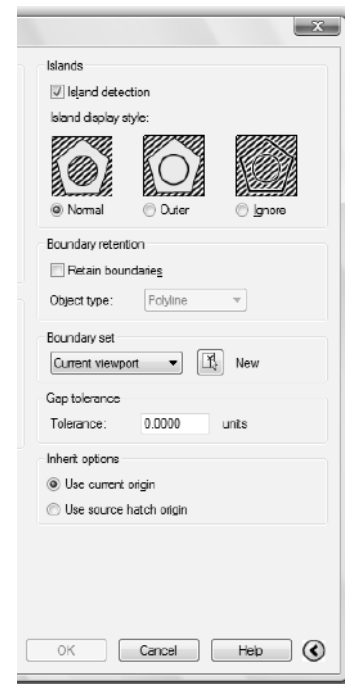 Islands
Island detection
Island display style:
Normal Outer Ignore
Boundary retention
Retain boundaries
Object type: Polyline
Boundary set
Current viewport New
Gap tolerance
Tolerance: 0.0000 units
Inherit options
Use current origin
Use source hatch origin
OK Cancel Help